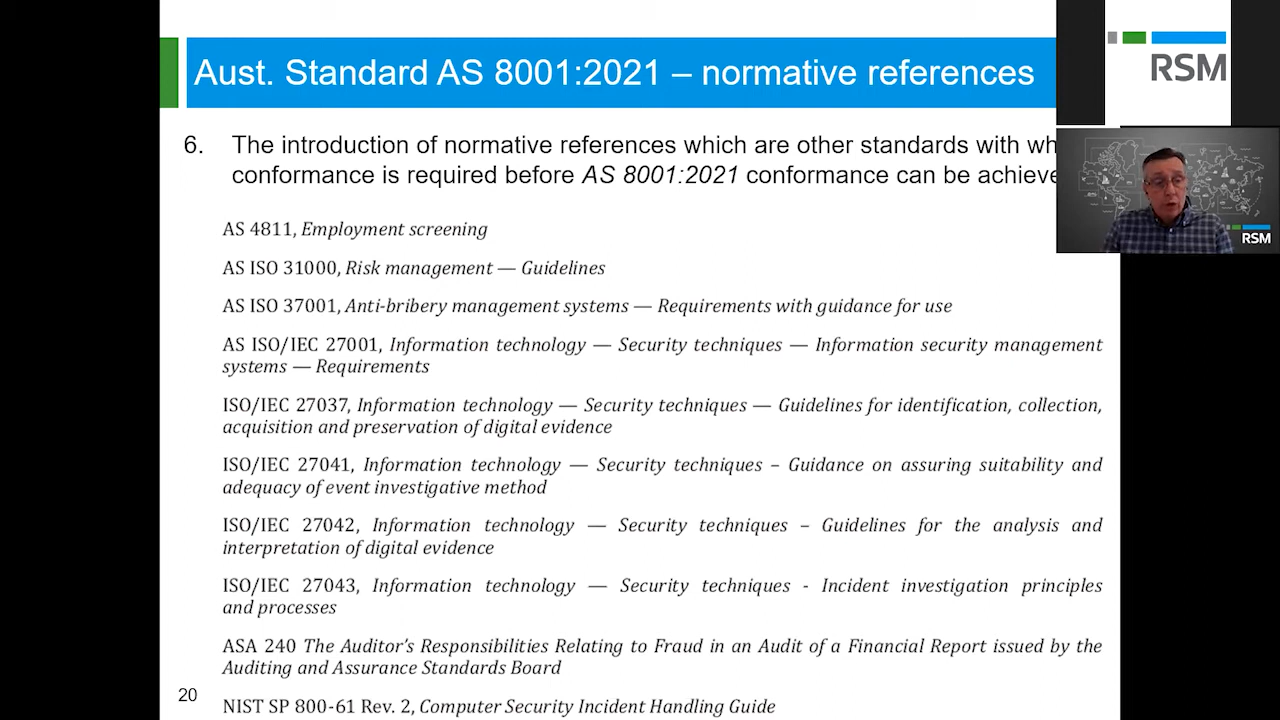 Aust. Standard AS 8001:2021 – normative references
RSM
6. The introduction of normative references which are other standards with
conformance is required before AS 8001:2021 conformance can be
RSM
AS 4811, Employment screening
AS ISO 31000, Risk management — Guidelines
AS ISO 37001, Anti-bribery management systems — Requirements with guidance for use
AS ISO/IEC 27001, Information technology — Security techniques — Information security management
systems — Requirements
ISO/IEC 27037, Information technology — Security techniques — Guidelines for identification, collection,
acquisition and preservation of digital evidence
ISO/IEC 27041, Information technology — Security techniques – Guidance on assuring suitability and
adequacy of event investigative method
ISO/IEC 27042, Information technology — Security techniques – Guidelines for the analysis and
interpretation of digital evidence
ISO/IEC 27043, Information technology — Security techniques - Incident investigation principles
and processes
ASA 240 The Auditor’s Responsibilities Relating to Fraud in an Audit of a Financial Report issued by the
Auditing and Assurance Standards Board
20
NIST SP 800-61 Rev. 2, Computer Security Incident Handling Guide